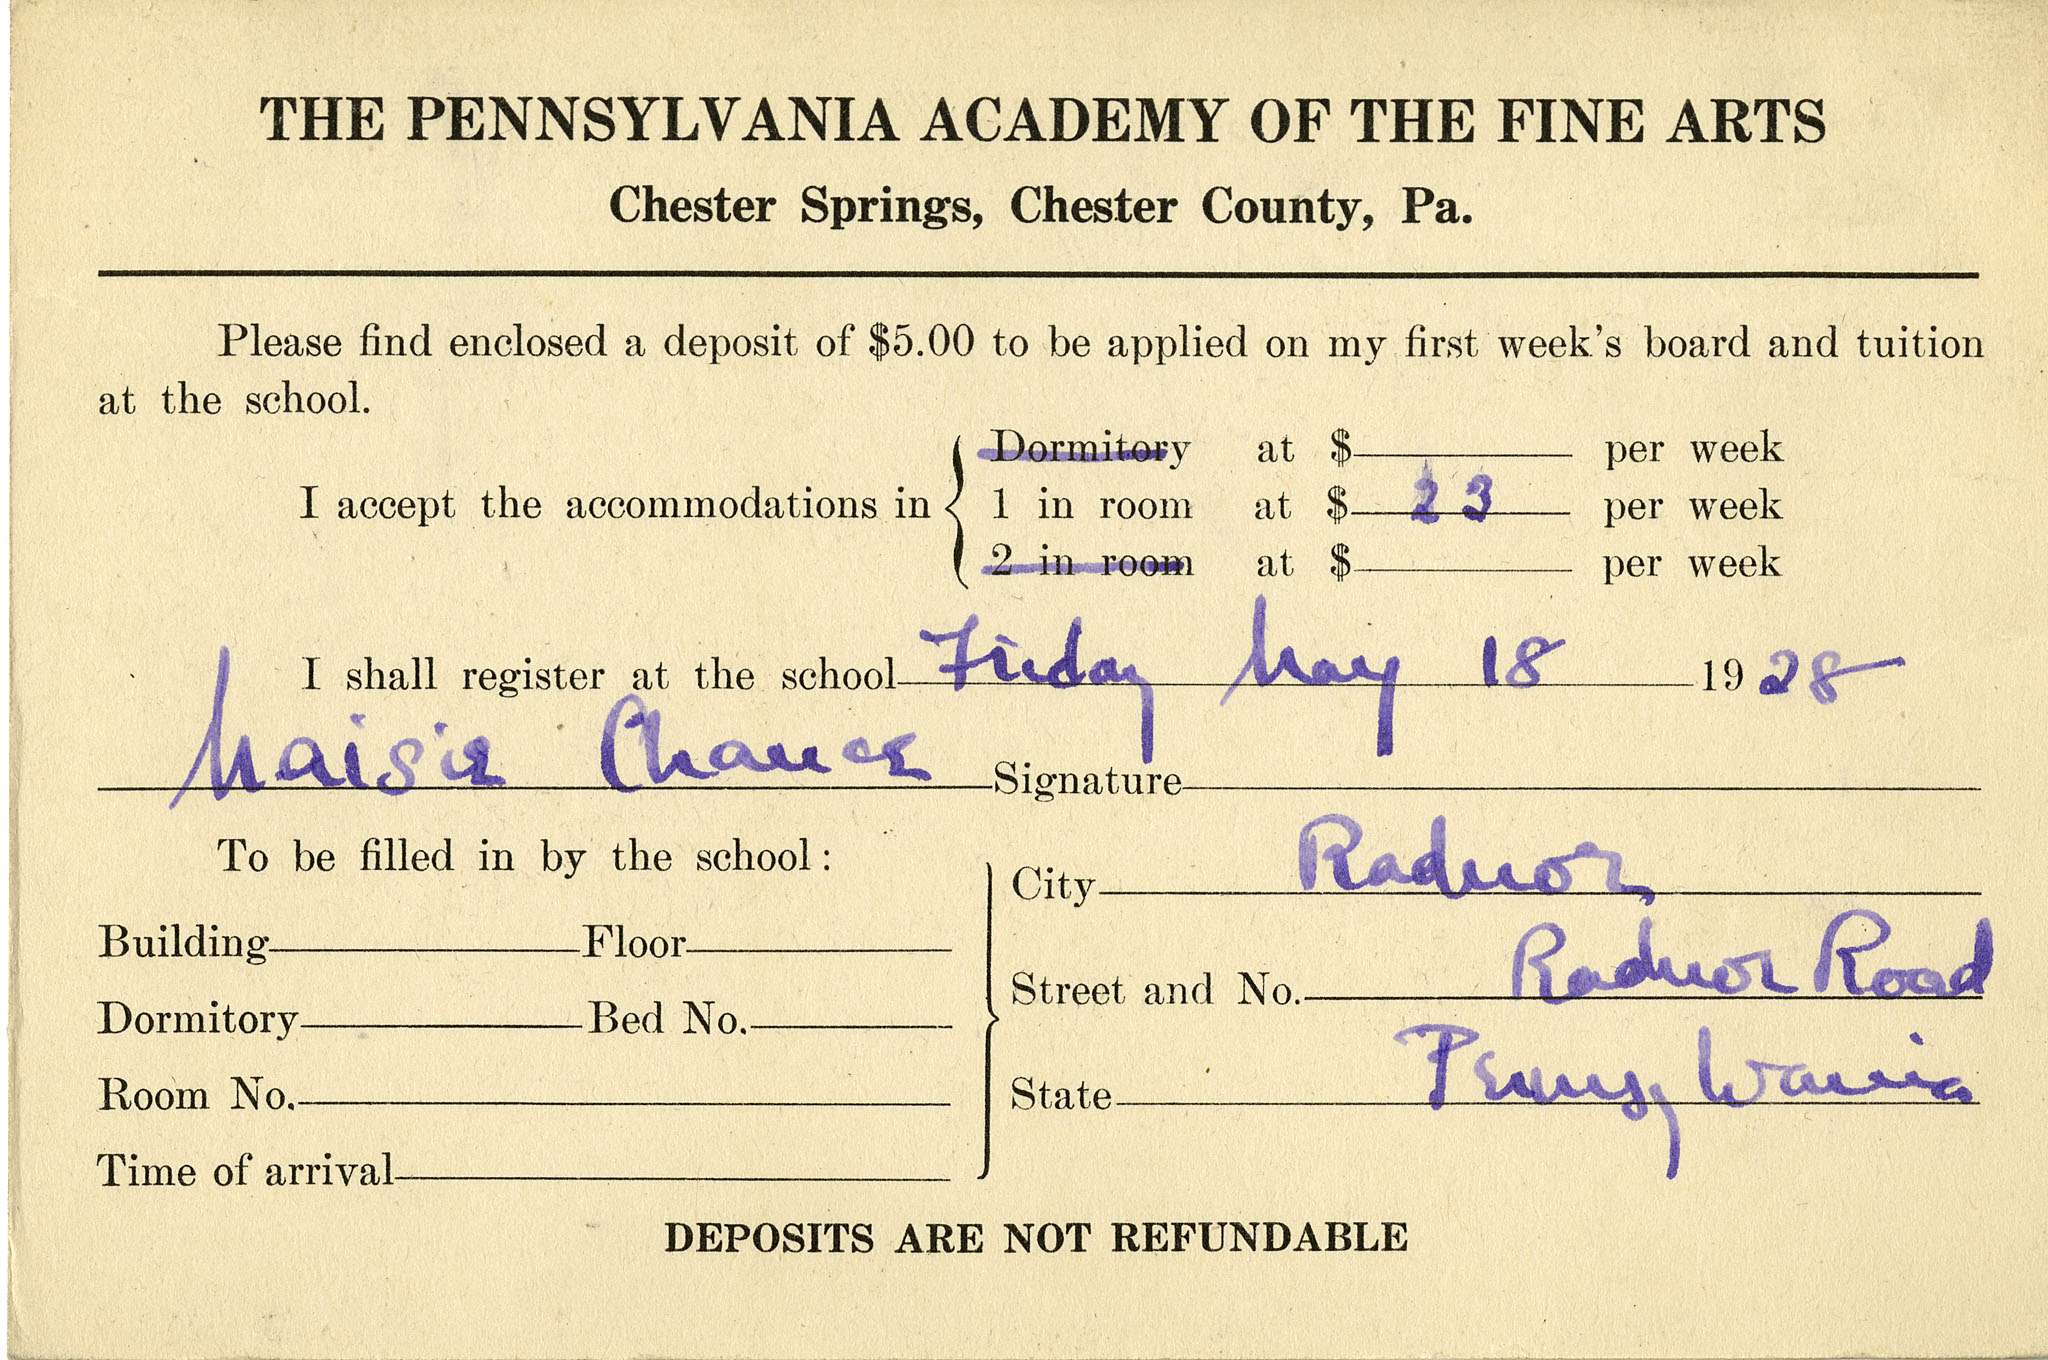 THE PENNSYLVANIA ACADEMY OF THE FINE ARTS
Chester Springs, Chester County, Pa.
Please find enclosed a deposit of $5.00 to be applied on my first week's board and tuition
at the school.
Dormitory at $ per week
I accept the accommodations in { 1 in room at $ 23 per week
2 in room at $ per week
I shall register at the school Friday May 18 1928
Maisie Chance Signature
To be filled in by the school:
City Radnor
Building Floor
Street and No. Radnor Road
Dormitory Bed No.
State Pennsylvania
Room No.
Time of arrival
DEPOSITS ARE NOT REFUNDABLE